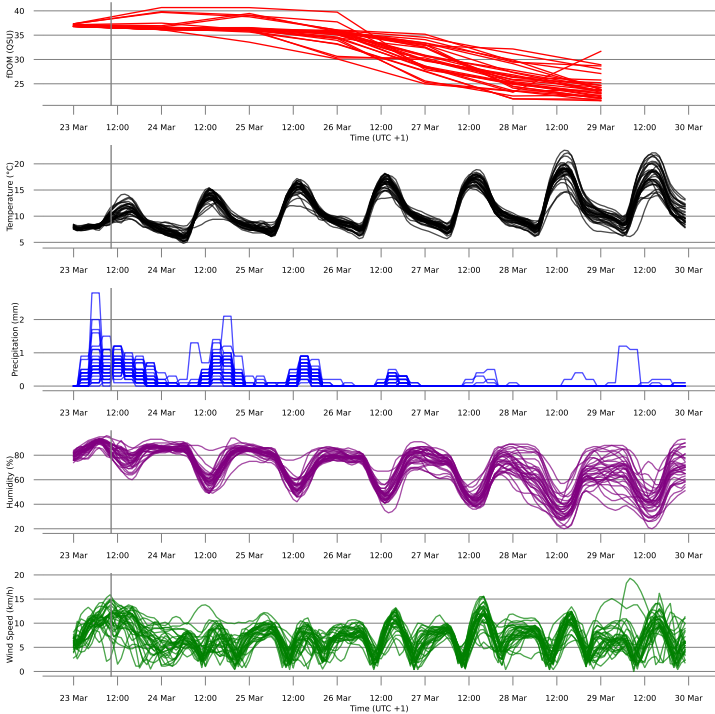 40
35
30
25
fDOM (QSU)
23 Mar 12:00 24 Mar 12:00 25 Mar 12:00 26 Mar 12:00 27 Mar 12:00 28 Mar 12:00 29 Mar 12:00 30 Mar
Time (UTC +1)
20
15
10
5
Temperature (°C)
23 Mar 12:00 24 Mar 12:00 25 Mar 12:00 26 Mar 12:00 27 Mar 12:00 28 Mar 12:00 29 Mar 12:00 30 Mar
2
1
0
Precipitation (mm)
23 Mar 12:00 24 Mar 12:00 25 Mar 12:00 26 Mar 12:00 27 Mar 12:00 28 Mar 12:00 29 Mar 12:00 30 Mar
80
60
40
20
Humidity (%)
23 Mar 12:00 24 Mar 12:00 25 Mar 12:00 26 Mar 12:00 27 Mar 12:00 28 Mar 12:00 29 Mar 12:00 30 Mar
20
15
10
5
0
Wind Speed (km/h)
23 Mar 12:00 24 Mar 12:00 25 Mar 12:00 26 Mar 12:00 27 Mar 12:00 28 Mar 12:00 29 Mar 12:00 30 Mar
Time (UTC +1)